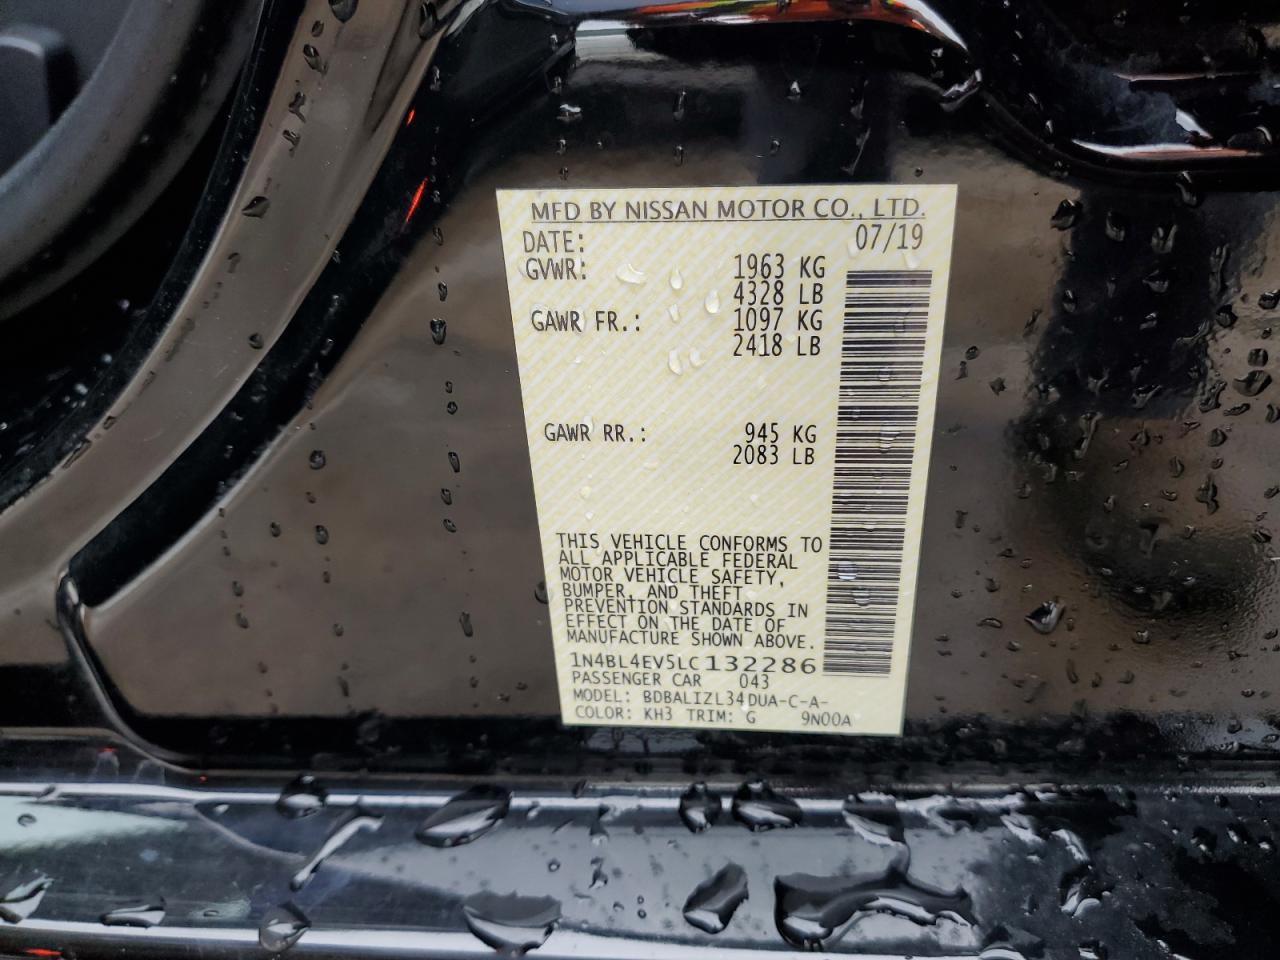 MFD BY NISSAN MOTOR CO., LTD.
DATE: 07/19
GVWR: 1963 KG
4328 LB
GAWR FR.: 1097 KG
2418 LB
GAWR RR.: 945 KG
2083 LB
THIS VEHICLE CONFORMS TO
ALL APPLICABLE FEDERAL
MOTOR VEHICLE SAFETY,
BUMPER, AND THEFT
PREVENTION STANDARDS IN
EFFECT ON THE DATE OF
MANUFACTURE SHOWN ABOVE.
1N4BL4EV5LC132286
PASSENGER CAR 043
MODEL: BDBALIZL34DUA-C-A-
COLOR: KH3 TRIM: G 9N00A